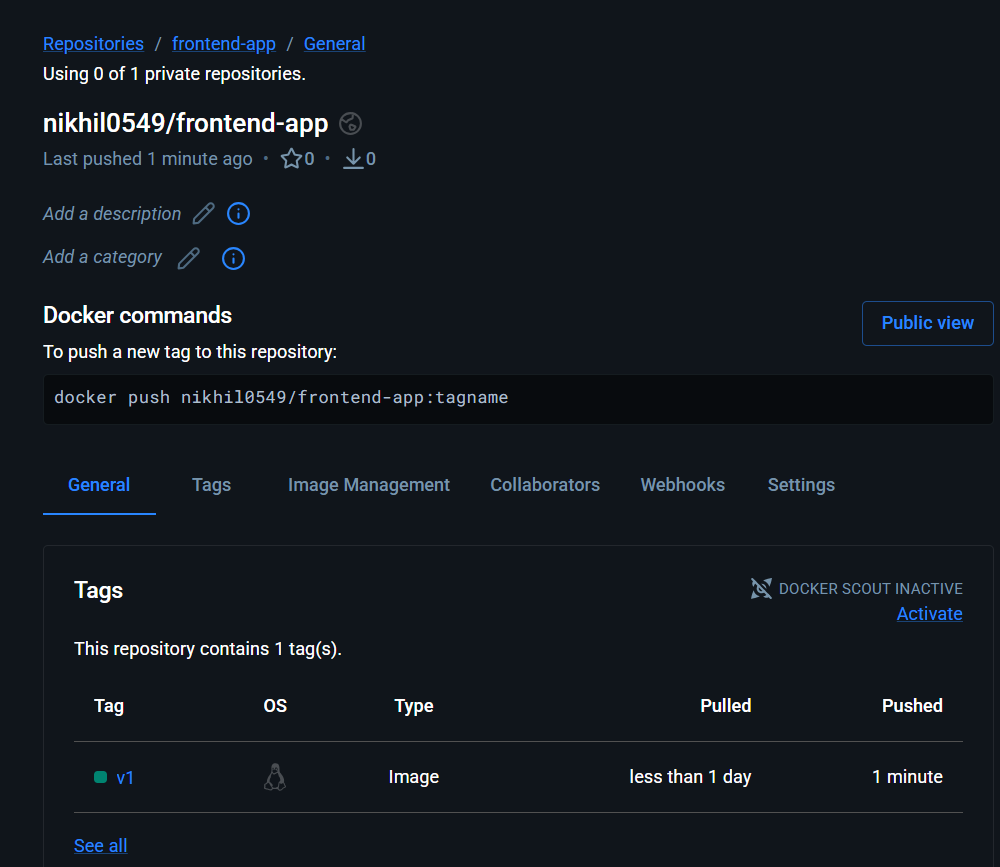 Repositories / frontend-app / General
Using 0 of 1 private repositories.
nikhil0549/frontend-app
Last pushed 1 minute ago • 0 • 0
Add a description
Add a category
Docker commands
Public view
To push a new tag to this repository:
docker push nikhil0549/frontend-app:tagname
General Tags Image Management Collaborators Webhooks Settings
Tags
DOCKER SCOUT INACTIVE
Activate
This repository contains 1 tag(s).
Tag OS Type Pulled Pushed
v1 Image less than 1 day 1 minute
See all